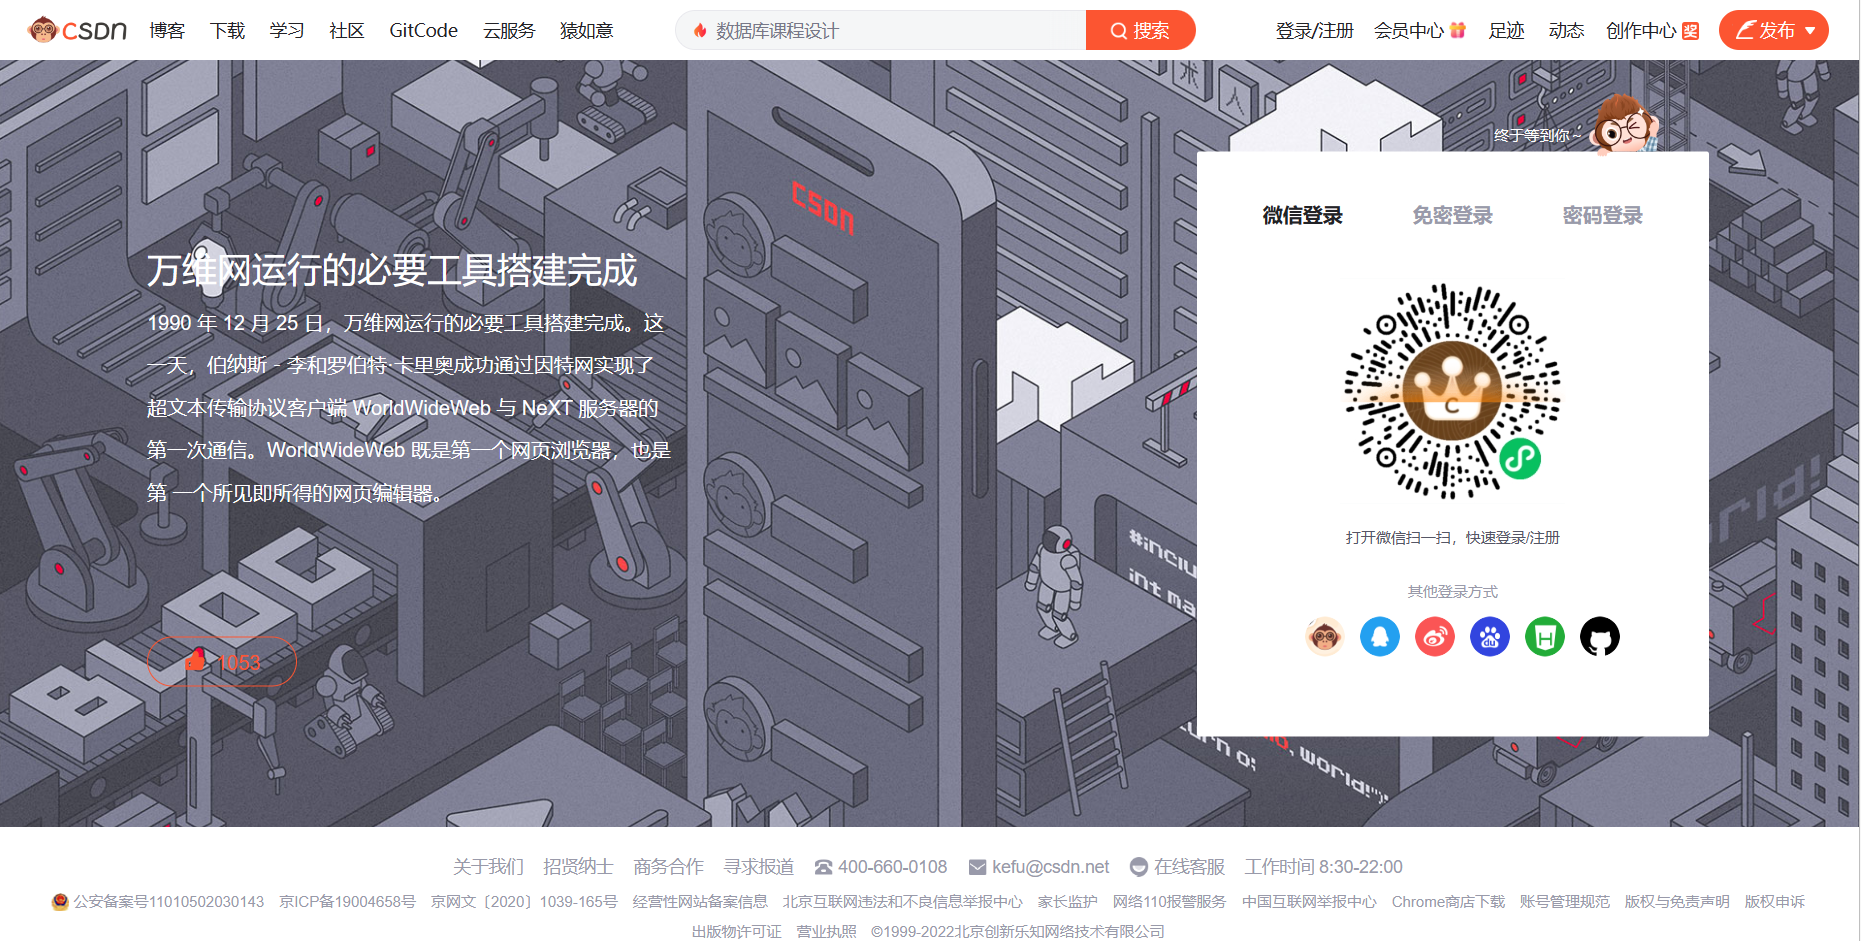 CSDN 博客 下载 学习 社区 GitCode 云服务 猿如意 数据库课程设计 搜索 登录/注册 会员中心 足迹 动态 创作中心 奖 发布
终于等到你~
CSDN
微信登录 免密登录 密码登录
万维网运行的必要工具搭建完成
1990 年 12 月 25 日，万维网运行的必要工具搭建完成。这
一天，伯纳斯 - 李和罗伯特·卡里奥成功通过因特网实现了
超文本传输协议客户端 WorldWideWeb 与 NeXT 服务器的
第一次通信。WorldWideWeb 既是第一个网页浏览器，也是
第 一个所见即所得的网页编辑器。
C
orld!
#inclu
int ma
打开微信扫一扫，快速登录/注册
其他登录方式
du
H
1053
BLOG
urn 0;
, world!");
关于我们 招贤纳士 商务合作 寻求报道 400-660-0108 kefu@csdn.net 在线客服 工作时间 8:30-22:00
公安备案号11010502030143 京ICP备19004658号 京网文〔2020〕1039-165号 经营性网站备案信息 北京互联网违法和不良信息举报中心 家长监护 网络110报警服务 中国互联网举报中心 Chrome商店下载 账号管理规范 版权与免责声明 版权申诉
出版物许可证 营业执照 ©1999-2022北京创新乐知网络技术有限公司